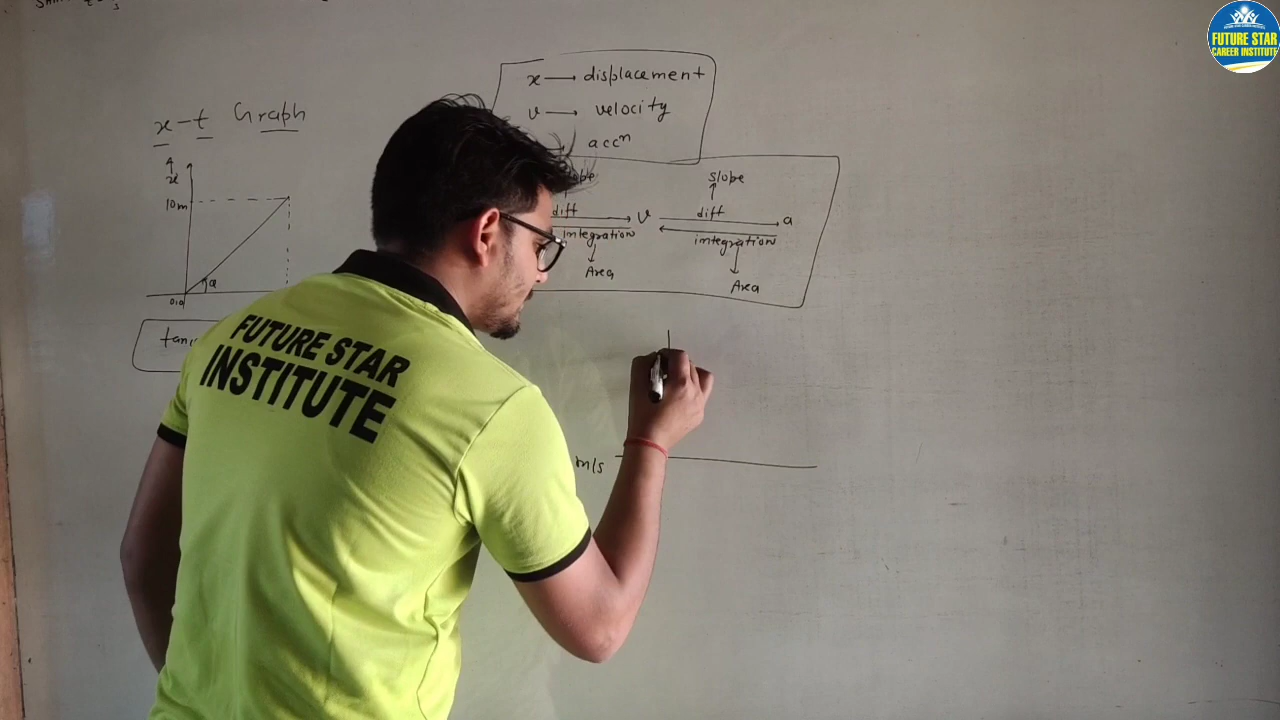 x → displacement
v → velocity
→ accⁿ
x-t Graph
x
10m
a
tan
slope
diff
integration
Area
v
slope
diff
integration
Area
a
m/s
FUTURE STAR
INSTITUTE
FUTURE STAR
CAREER INSTITUTE